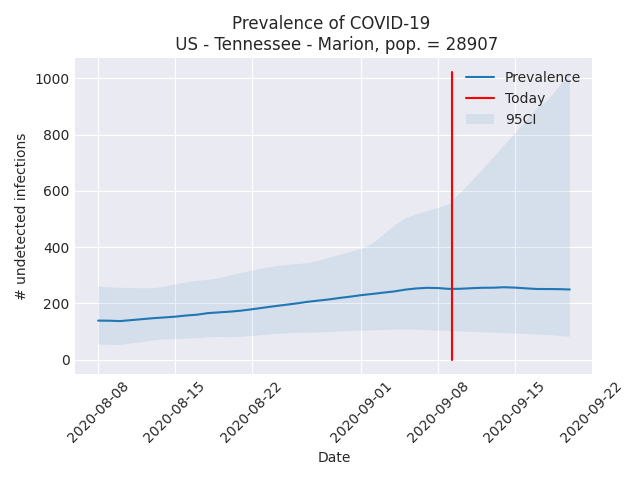 Prevalence of COVID-19
US - Tennessee - Marion, pop. = 28907
1000
800
600
400
200
0
# undetected infections
Prevalence
Today
95CI
2020-08-08
2020-08-15
2020-08-22
2020-09-01
2020-09-08
2020-09-15
2020-09-22
Date